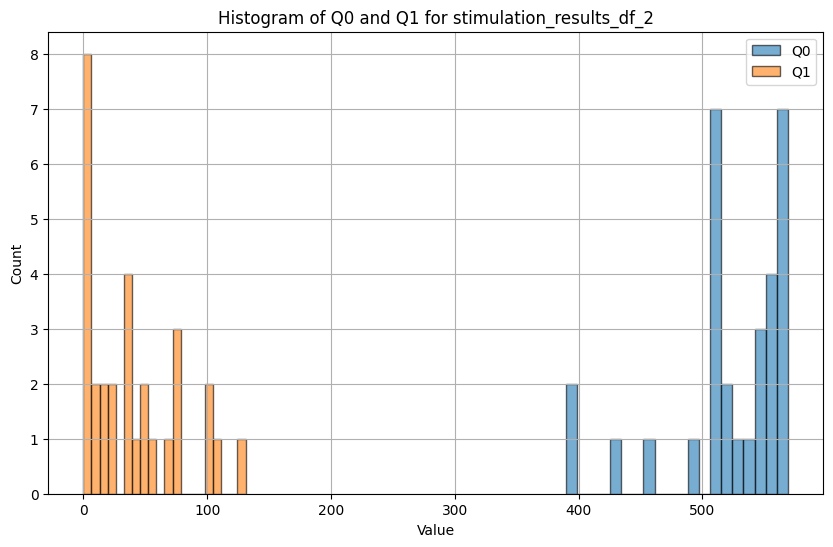 Histogram of Q0 and Q1 for stimulation_results_df_2
Q0
Q1
8
7
6
5
4
3
2
1
0
Count
0 100 200 300 400 500
Value